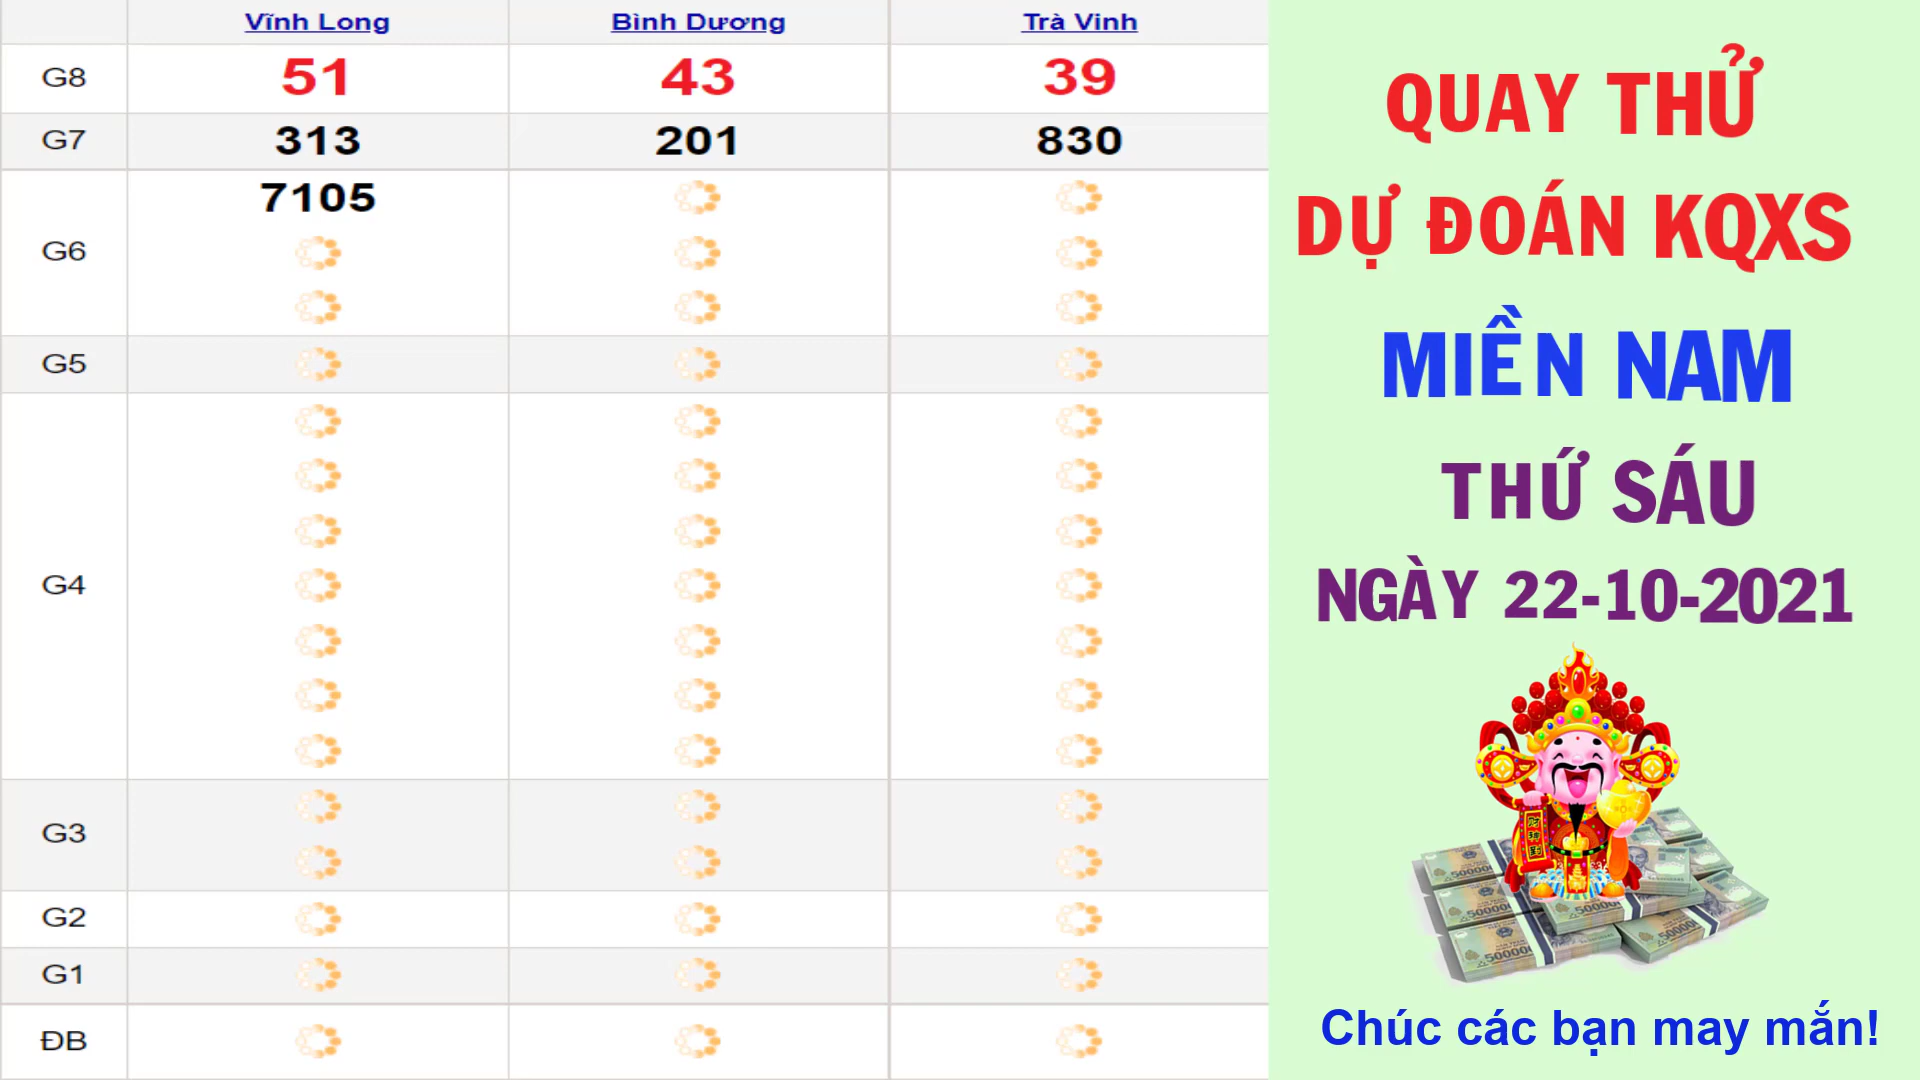 Vĩnh Long Bình Dương Trà Vinh
G8 51 43 39
G7 313 201 830
G6 7105
G5
G4
G3
G2
G1
ĐB
QUAY THỬ
DỰ ĐOÁN KQXS
MIỀN NAM
THỨ SÁU
NGÀY 22-10-2021
Chúc các bạn may mắn!